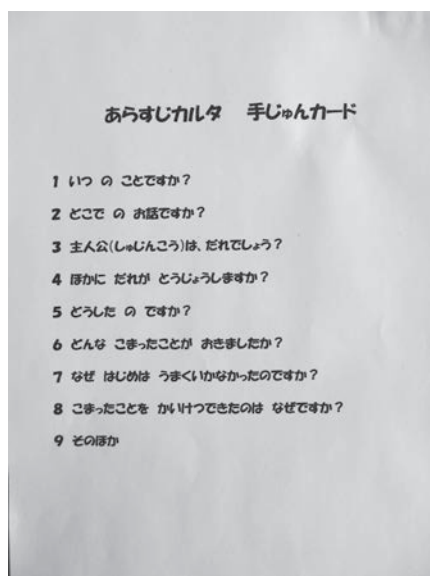 あらすじカルタ　手じゅんカード
1 いつ の ことですか？
2 どこで の お話ですか？
3 主人公(しゅじんこう)は、だれでしょう？
4 ほかに だれが とうじょうしますか？
5 どうした の ですか？
6 どんな こまったことが おきましたか？
7 なぜ はじめは うまくいかなかったのですか？
8 こまったことを かいけつできたのは なぜですか？
9 そのほか